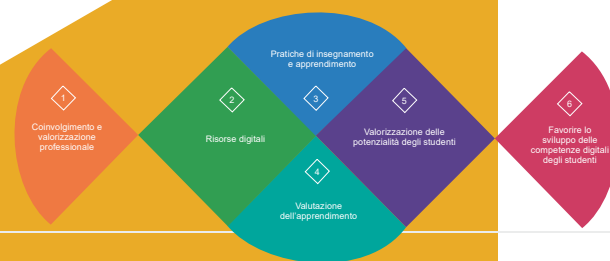 1
Coinvolgimento e
valorizzazione
professionale
2
Risorse digitali
Pratiche di insegnamento
e apprendimento
3
4
Valutazione
dell'apprendimento
5
Valorizzazione delle
potenzialità degli studenti
6
Favorire lo
sviluppo delle
competenze digitali
degli studenti